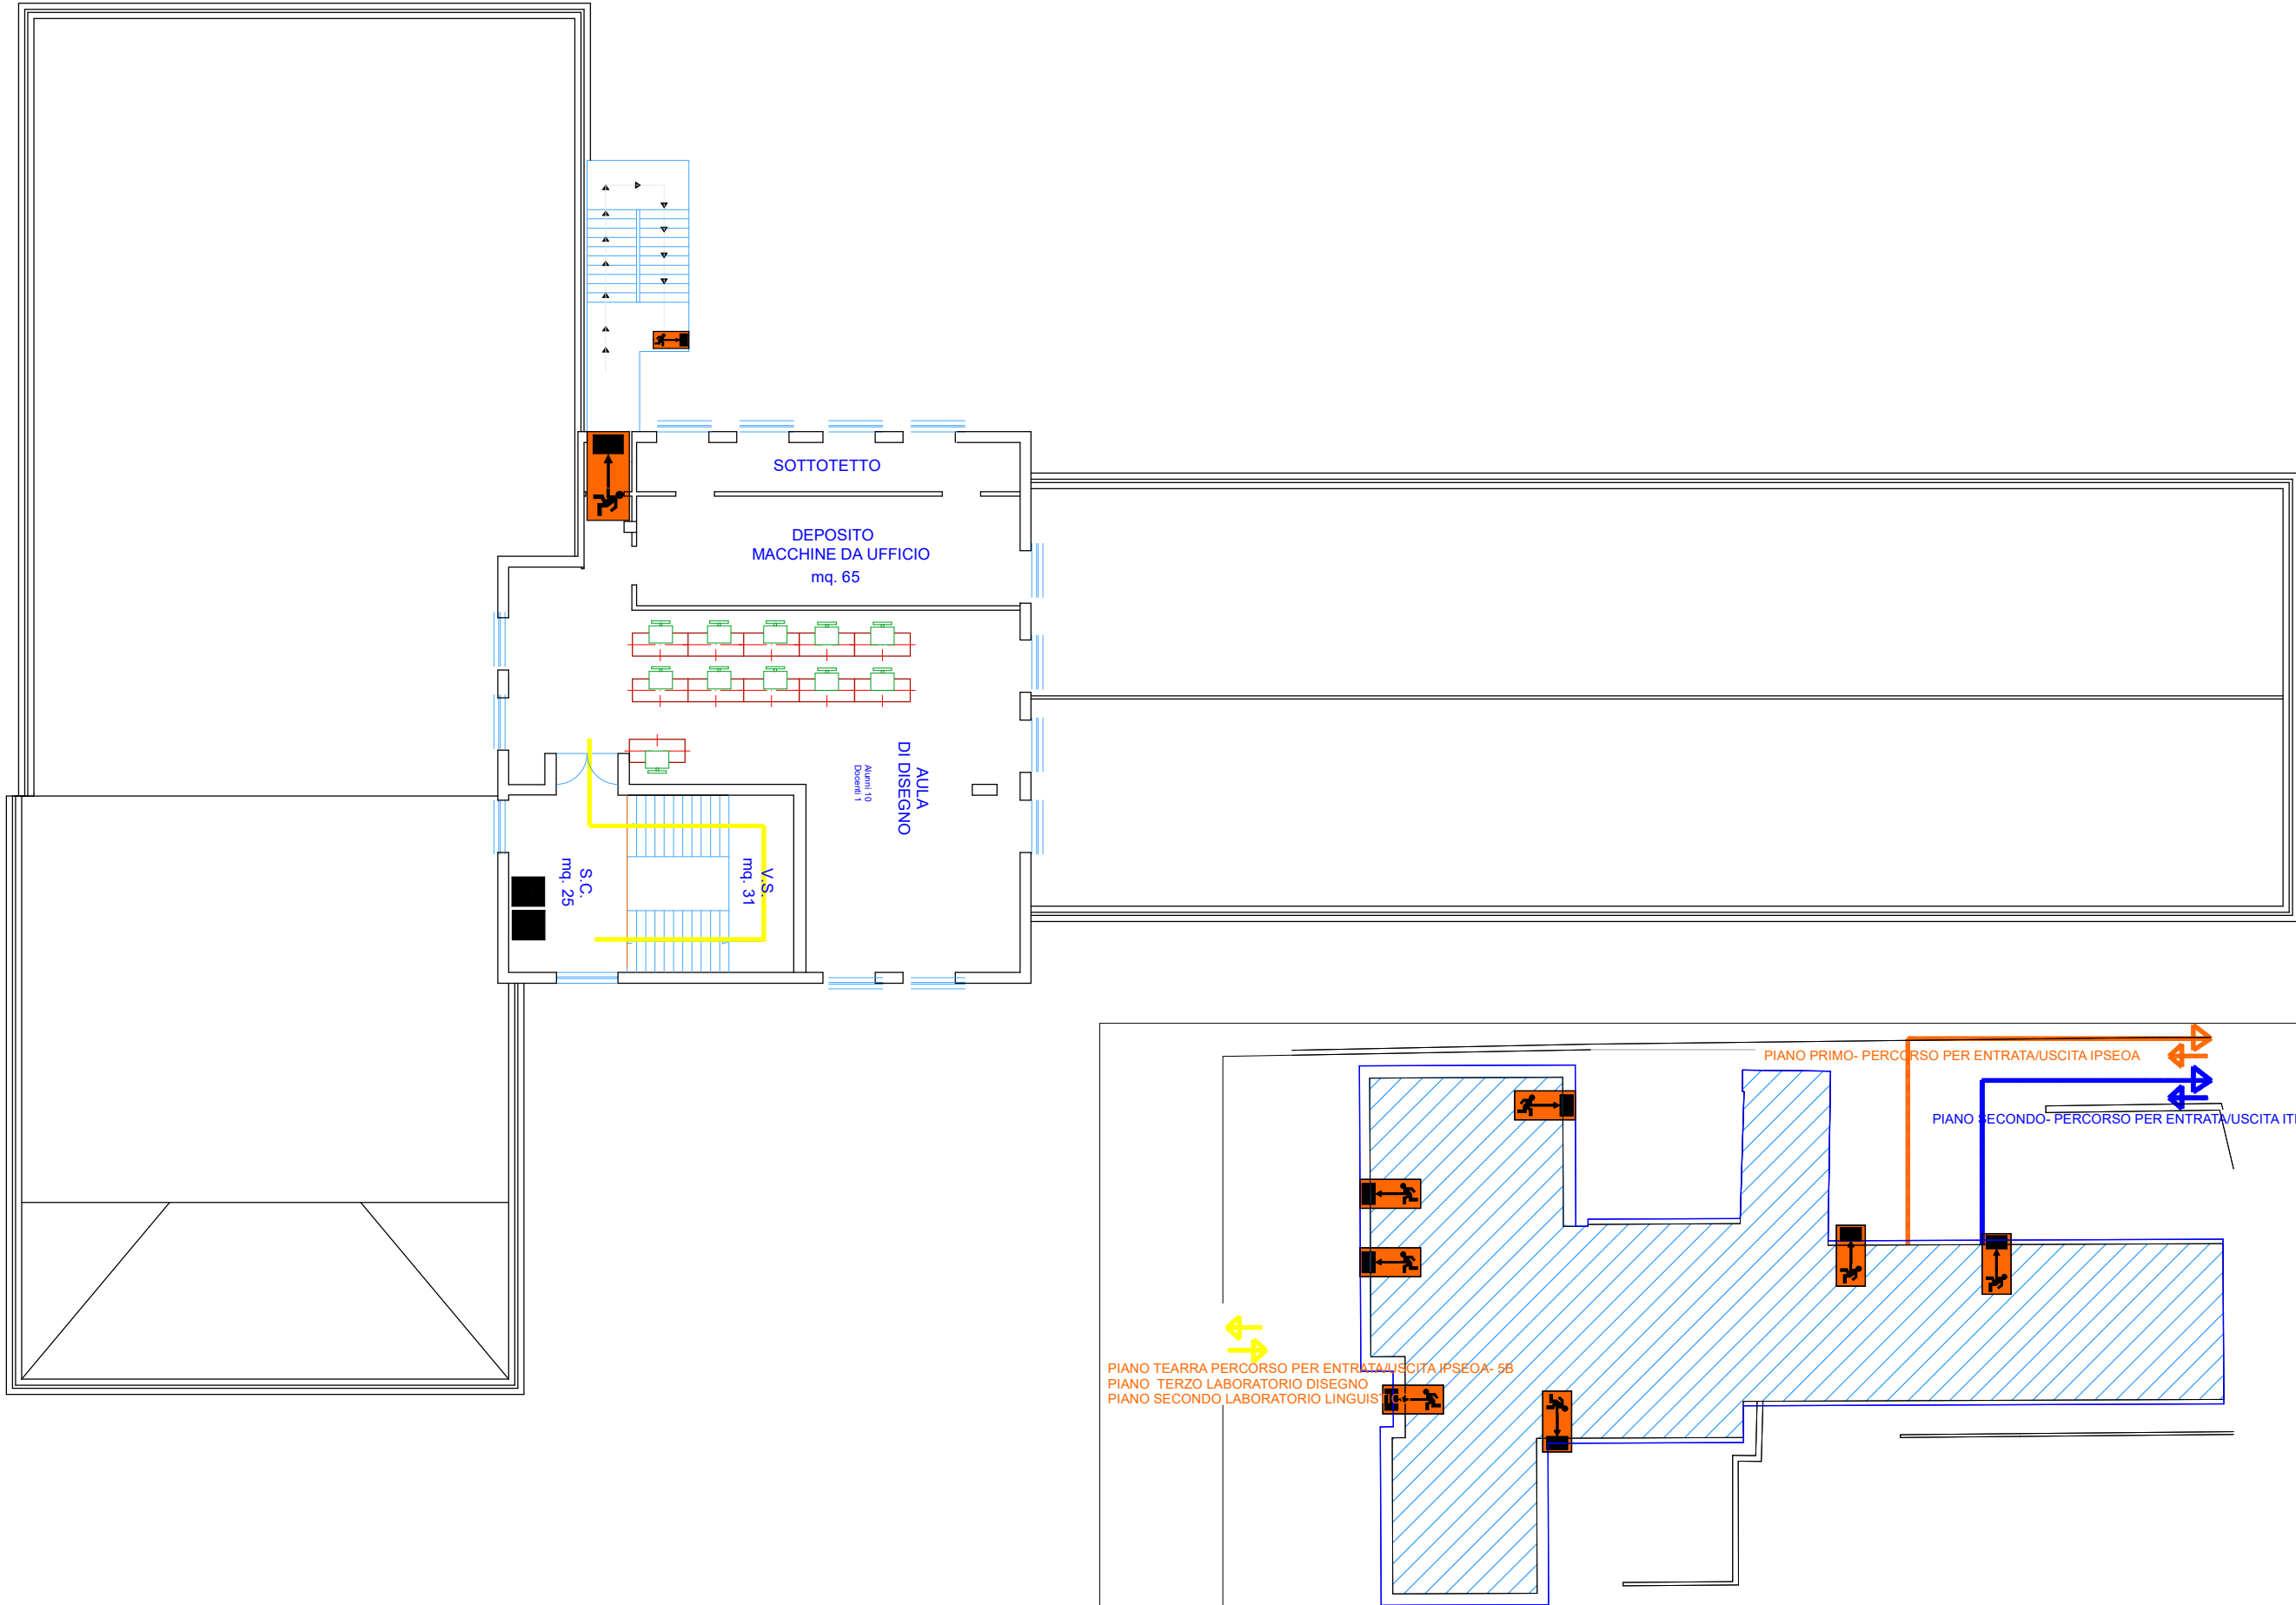 SOTTOTETTO
DEPOSITO
MACCHINE DA UFFICIO
mq. 65
AULA
DI DISEGNO
Alunni 10
Docenti 1
S.C.
mq. 25
V.S.
mq. 31
PIANO PRIMO- PERCORSO PER ENTRATA/USCITA IPSEOA
PIANO SECONDO- PERCORSO PER ENTRATA/USCITA
PIANO TEARRA PERCORSO PER ENTRATA/USCITA IPSEOA- 5B
PIANO TERZO LABORATORIO DISEGNO
PIANO SECONDO LABORATORIO